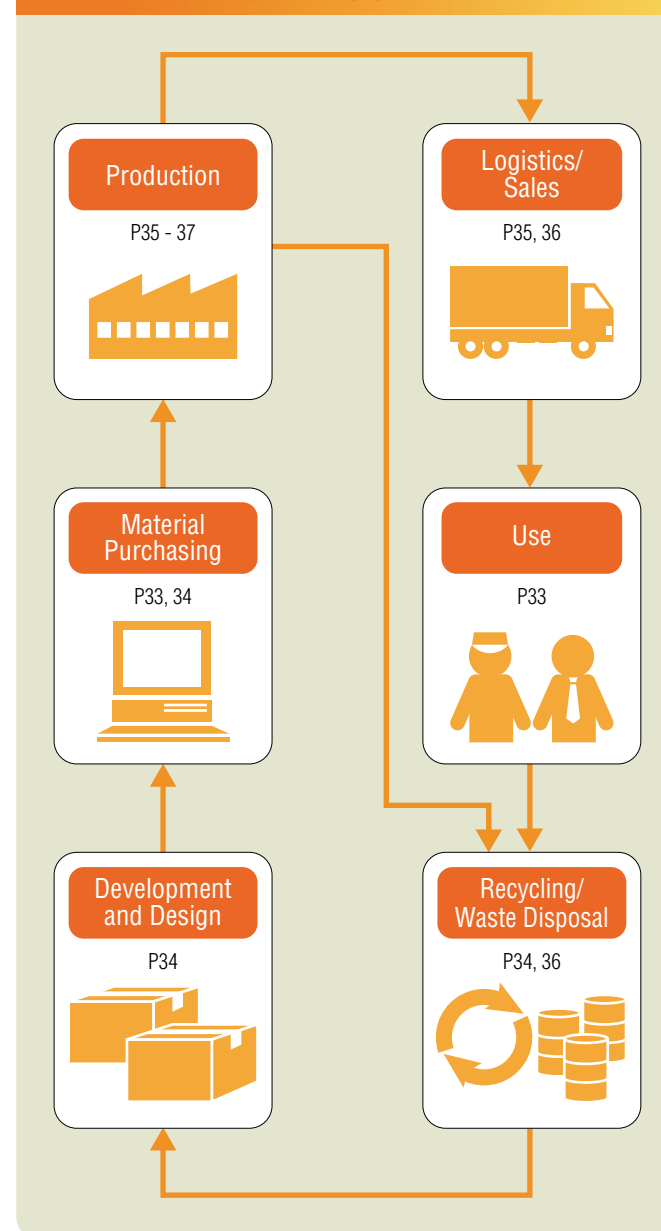 Production
P35 - 37
Logistics/
Sales
P35, 36
Material
Purchasing
P33, 34
Use
P33
Development
and Design
P34
Recycling/
Waste Disposal
P34, 36